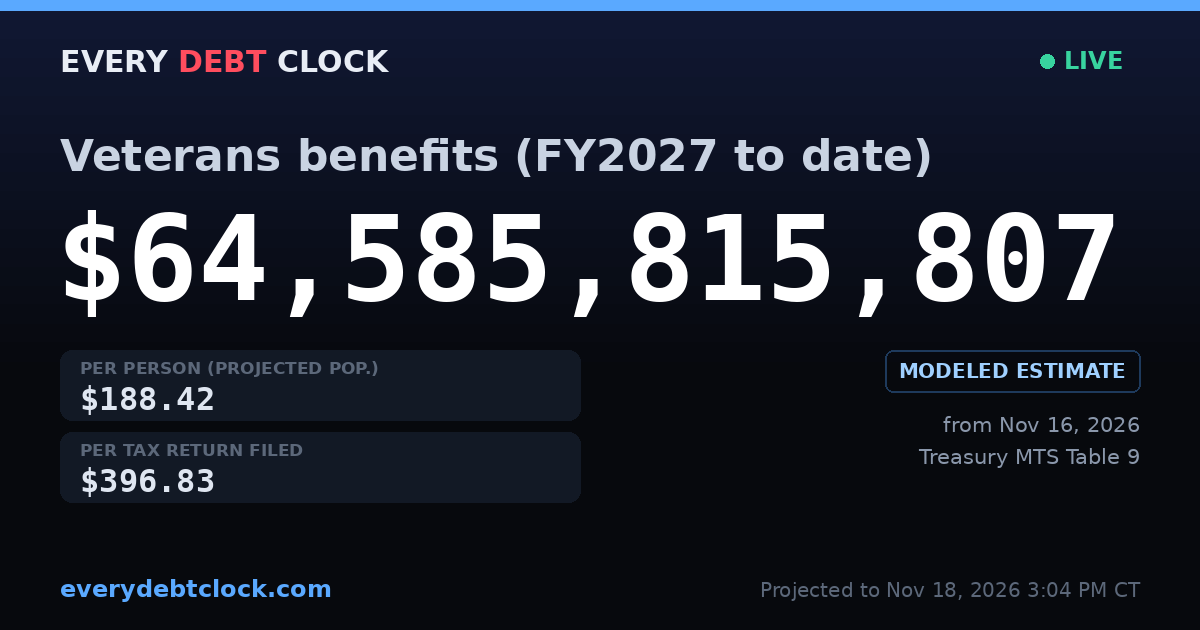 EVERY DEBT CLOCK
LIVE
Veterans benefits (FY2027 to date)
$64,585,815,807
PER PERSON (PROJECTED POP.)
$188.42
PER TAX RETURN FILED
$396.83
MODELED ESTIMATE
from Nov 16, 2026
Treasury MTS Table 9
everydebtclock.com
Projected to Nov 18, 2026 3:04 PM CT